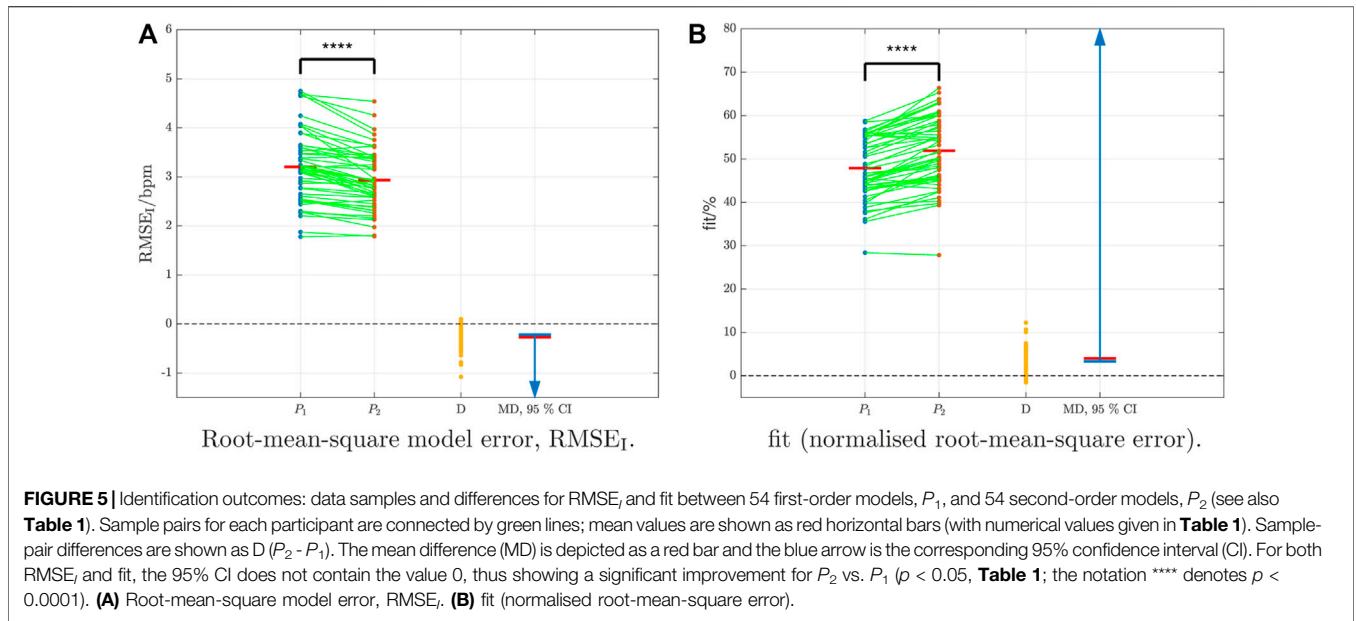 A
****
6
5
4
3
2
1
0
-1
RMSE_I/bpm
P₁ P₂ D MD, 95 % CI
Root-mean-square model error, RMSE_I.
B
****
80
70
60
50
40
30
20
10
0
fit/%
P₁ P₂ D MD, 95 % CI
fit (normalised root-mean-square error).
FIGURE 5 | Identification outcomes: data samples and differences for RMSE_I and fit between 54 first-order models, P₁, and 54 second-order models, P₂ (see also
Table 1). Sample pairs for each participant are connected by green lines; mean values are shown as red horizontal bars (with numerical values given in Table 1). Sample-
pair differences are shown as D (P₂ - P₁). The mean difference (MD) is depicted as a red bar and the blue arrow is the corresponding 95% confidence interval (CI). For both
RMSE_I and fit, the 95% CI does not contain the value 0, thus showing a significant improvement for P₂ vs. P₁ (p < 0.05, Table 1; the notation **** denotes p <
0.0001). (A) Root-mean-square model error, RMSE_I. (B) fit (normalised root-mean-square error).